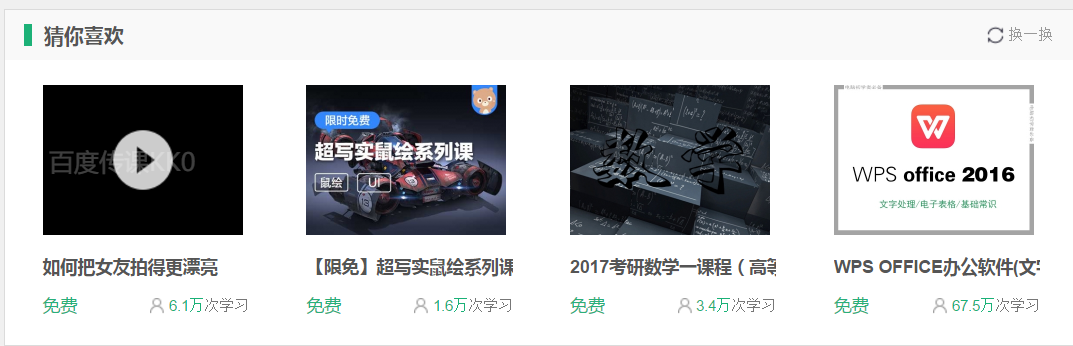 猜你喜欢
换一换
百度传课KK0
限时免费
超写实鼠绘系列课
鼠绘
UI
13
数学
WPS office 2016
文字处理/电子表格/基础常识
如何把女友拍得更漂亮
【限免】超写实鼠绘系列课
2017考研数学一课程（高等
WPS OFFICE办公软件(文
免费
6.1万次学习
免费
1.6万次学习
免费
3.4万次学习
免费
67.5万次学习